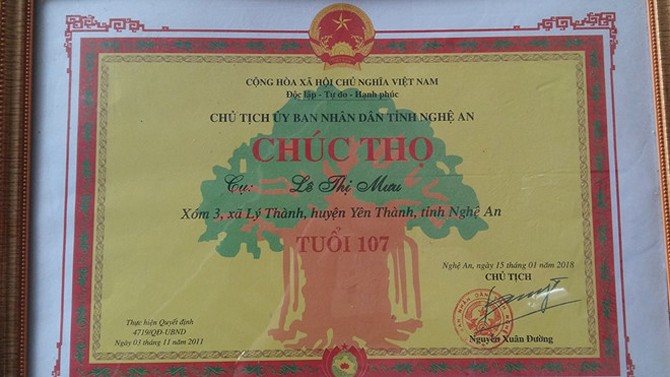 CỘNG HÒA XÃ HỘI CHỦ NGHĨA VIỆT NAM
Độc lập - Tự do - Hạnh phúc
CHỦ TỊCH ỦY BAN NHÂN DÂN TỈNH NGHỆ AN
CHÚC THỌ
Cụ: Lê Thị Mưu
Xóm 3, xã Lý Thành, huyện Yên Thành, tỉnh Nghệ An
TUỔI 107
Nghệ An, ngày 15 tháng 01 năm 2018
CHỦ TỊCH
Thực hiện Quyết định
4719/QĐ-UBND
Ngày 03 tháng 11 năm 2011
Nguyễn Xuân Đường